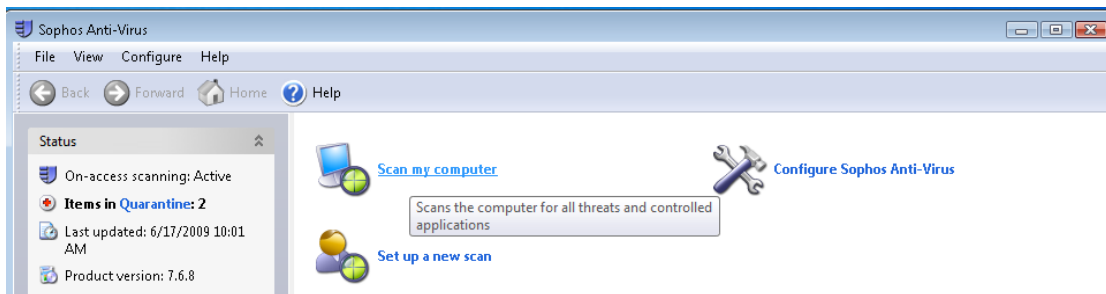 Sophos Anti-Virus
File View Configure Help
Back Forward Home Help
Status
On-access scanning: Active
Items in Quarantine: 2
Last updated: 6/17/2009 10:01
AM
Product version: 7.6.8
Scan my computer
Scans the computer for all threats and controlled
applications
Set up a new scan
Configure Sophos Anti-Virus